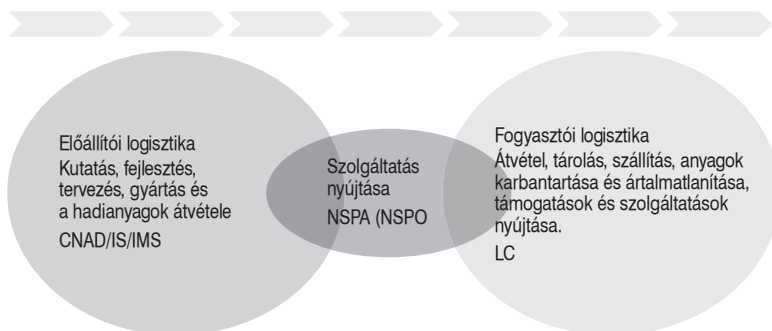 Előállítói logisztika
Kutatás, fejlesztés,
tervezés, gyártás és
a hadianyagok átvétele
CNAD/IS/IMS
Szolgáltatás
nyújtása
NSPA (NSPO
Fogyasztói logisztika
Átvétel, tárolás, szállítás, anyagok
karbantartása és ártalmatlanítása,
támogatások és szolgáltatások
nyújtása.
LC